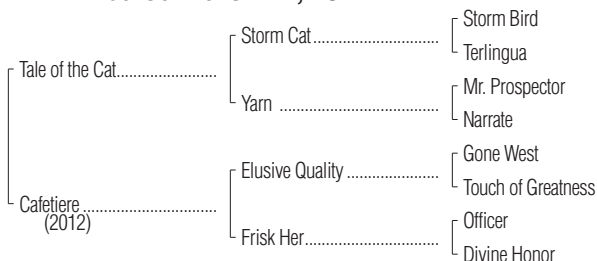 Storm Bird
Storm Cat
Terlingua
Tale of the Cat
Mr. Prospector
Yarn
Narrate
Gone West
Elusive Quality
Touch of Greatness
Cafetiere
(2012)
Officer
Frisk Her
Divine Honor